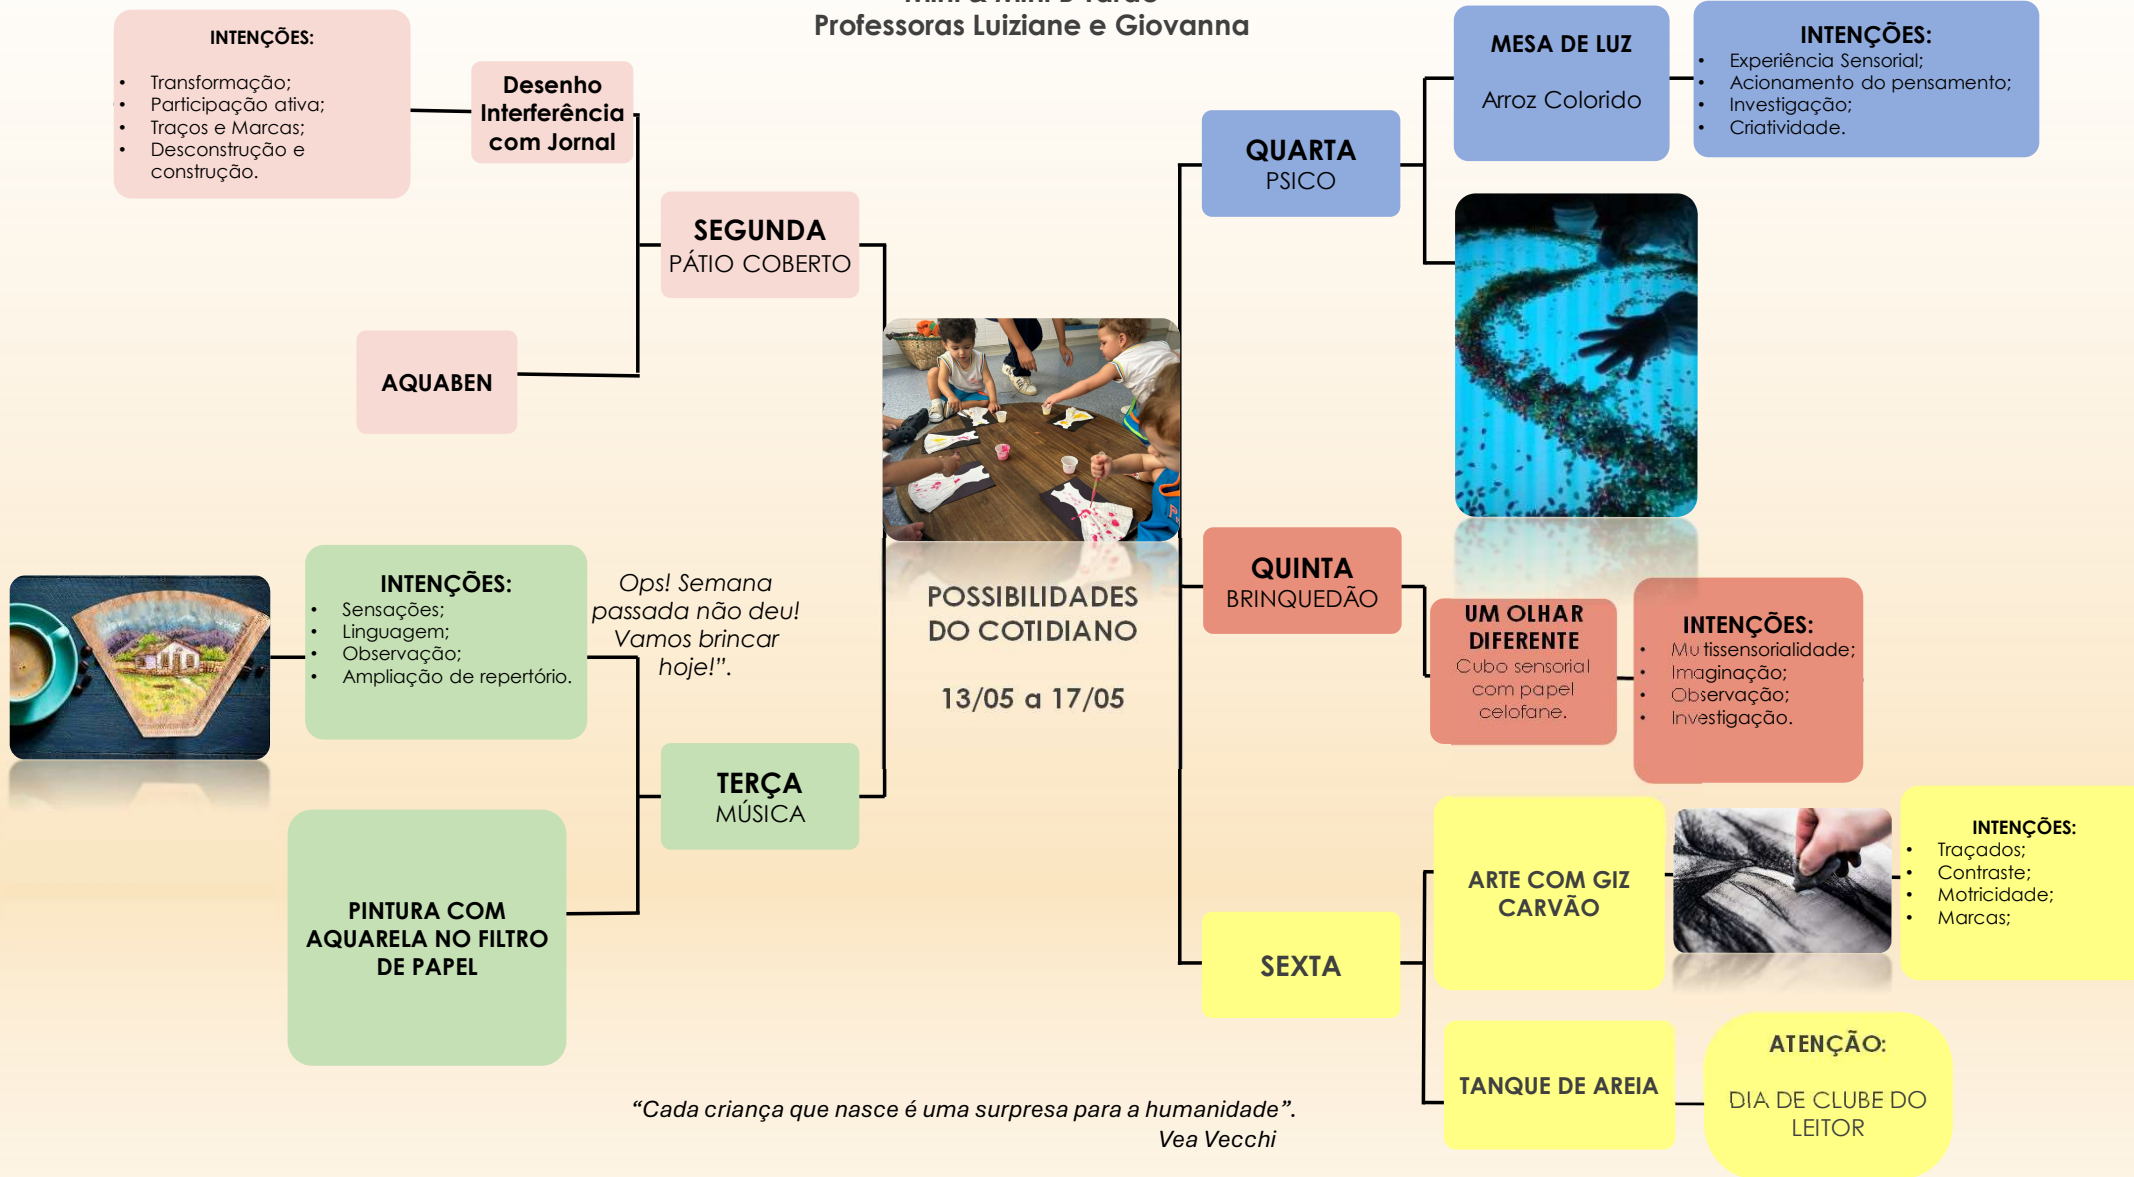 Professoras Luiziane e Giovanna
INTENÇÕES:
• Transformação;
• Participação ativa;
• Traços e Marcas;
• Desconstrução e
construção.
Desenho
Interferência
com Jornal
SEGUNDA
PÁTIO COBERTO
AQUABEN
INTENÇÕES:
• Sensações;
• Linguagem;
• Observação;
• Ampliação de repertório.
Ops! Semana
passada não deu!
Vamos brincar
hoje!”.
TERÇA
MÚSICA
PINTURA COM
AQUARELA NO FILTRO
DE PAPEL
POSSIBILIDADES
DO COTIDIANO
13/05 a 17/05
QUARTA
PSICO
MESA DE LUZ
Arroz Colorido
INTENÇÕES:
• Experiência Sensorial;
• Acionamento do pensamento;
• Investigação;
• Criatividade.
QUINTA
BRINQUEDÃO
UM OLHAR
DIFERENTE
Cubo sensorial
com papel
celofane.
INTENÇÕES:
• Multissensorialidade;
• Imaginação;
• Observação;
• Investigação.
SEXTA
ARTE COM GIZ
CARVÃO
INTENÇÕES:
• Traçados;
• Contraste;
• Motricidade;
• Marcas;
TANQUE DE AREIA
ATENÇÃO:
DIA DE CLUBE DO
LEITOR
“Cada criança que nasce é uma surpresa para a humanidade”.
Vea Vecchi